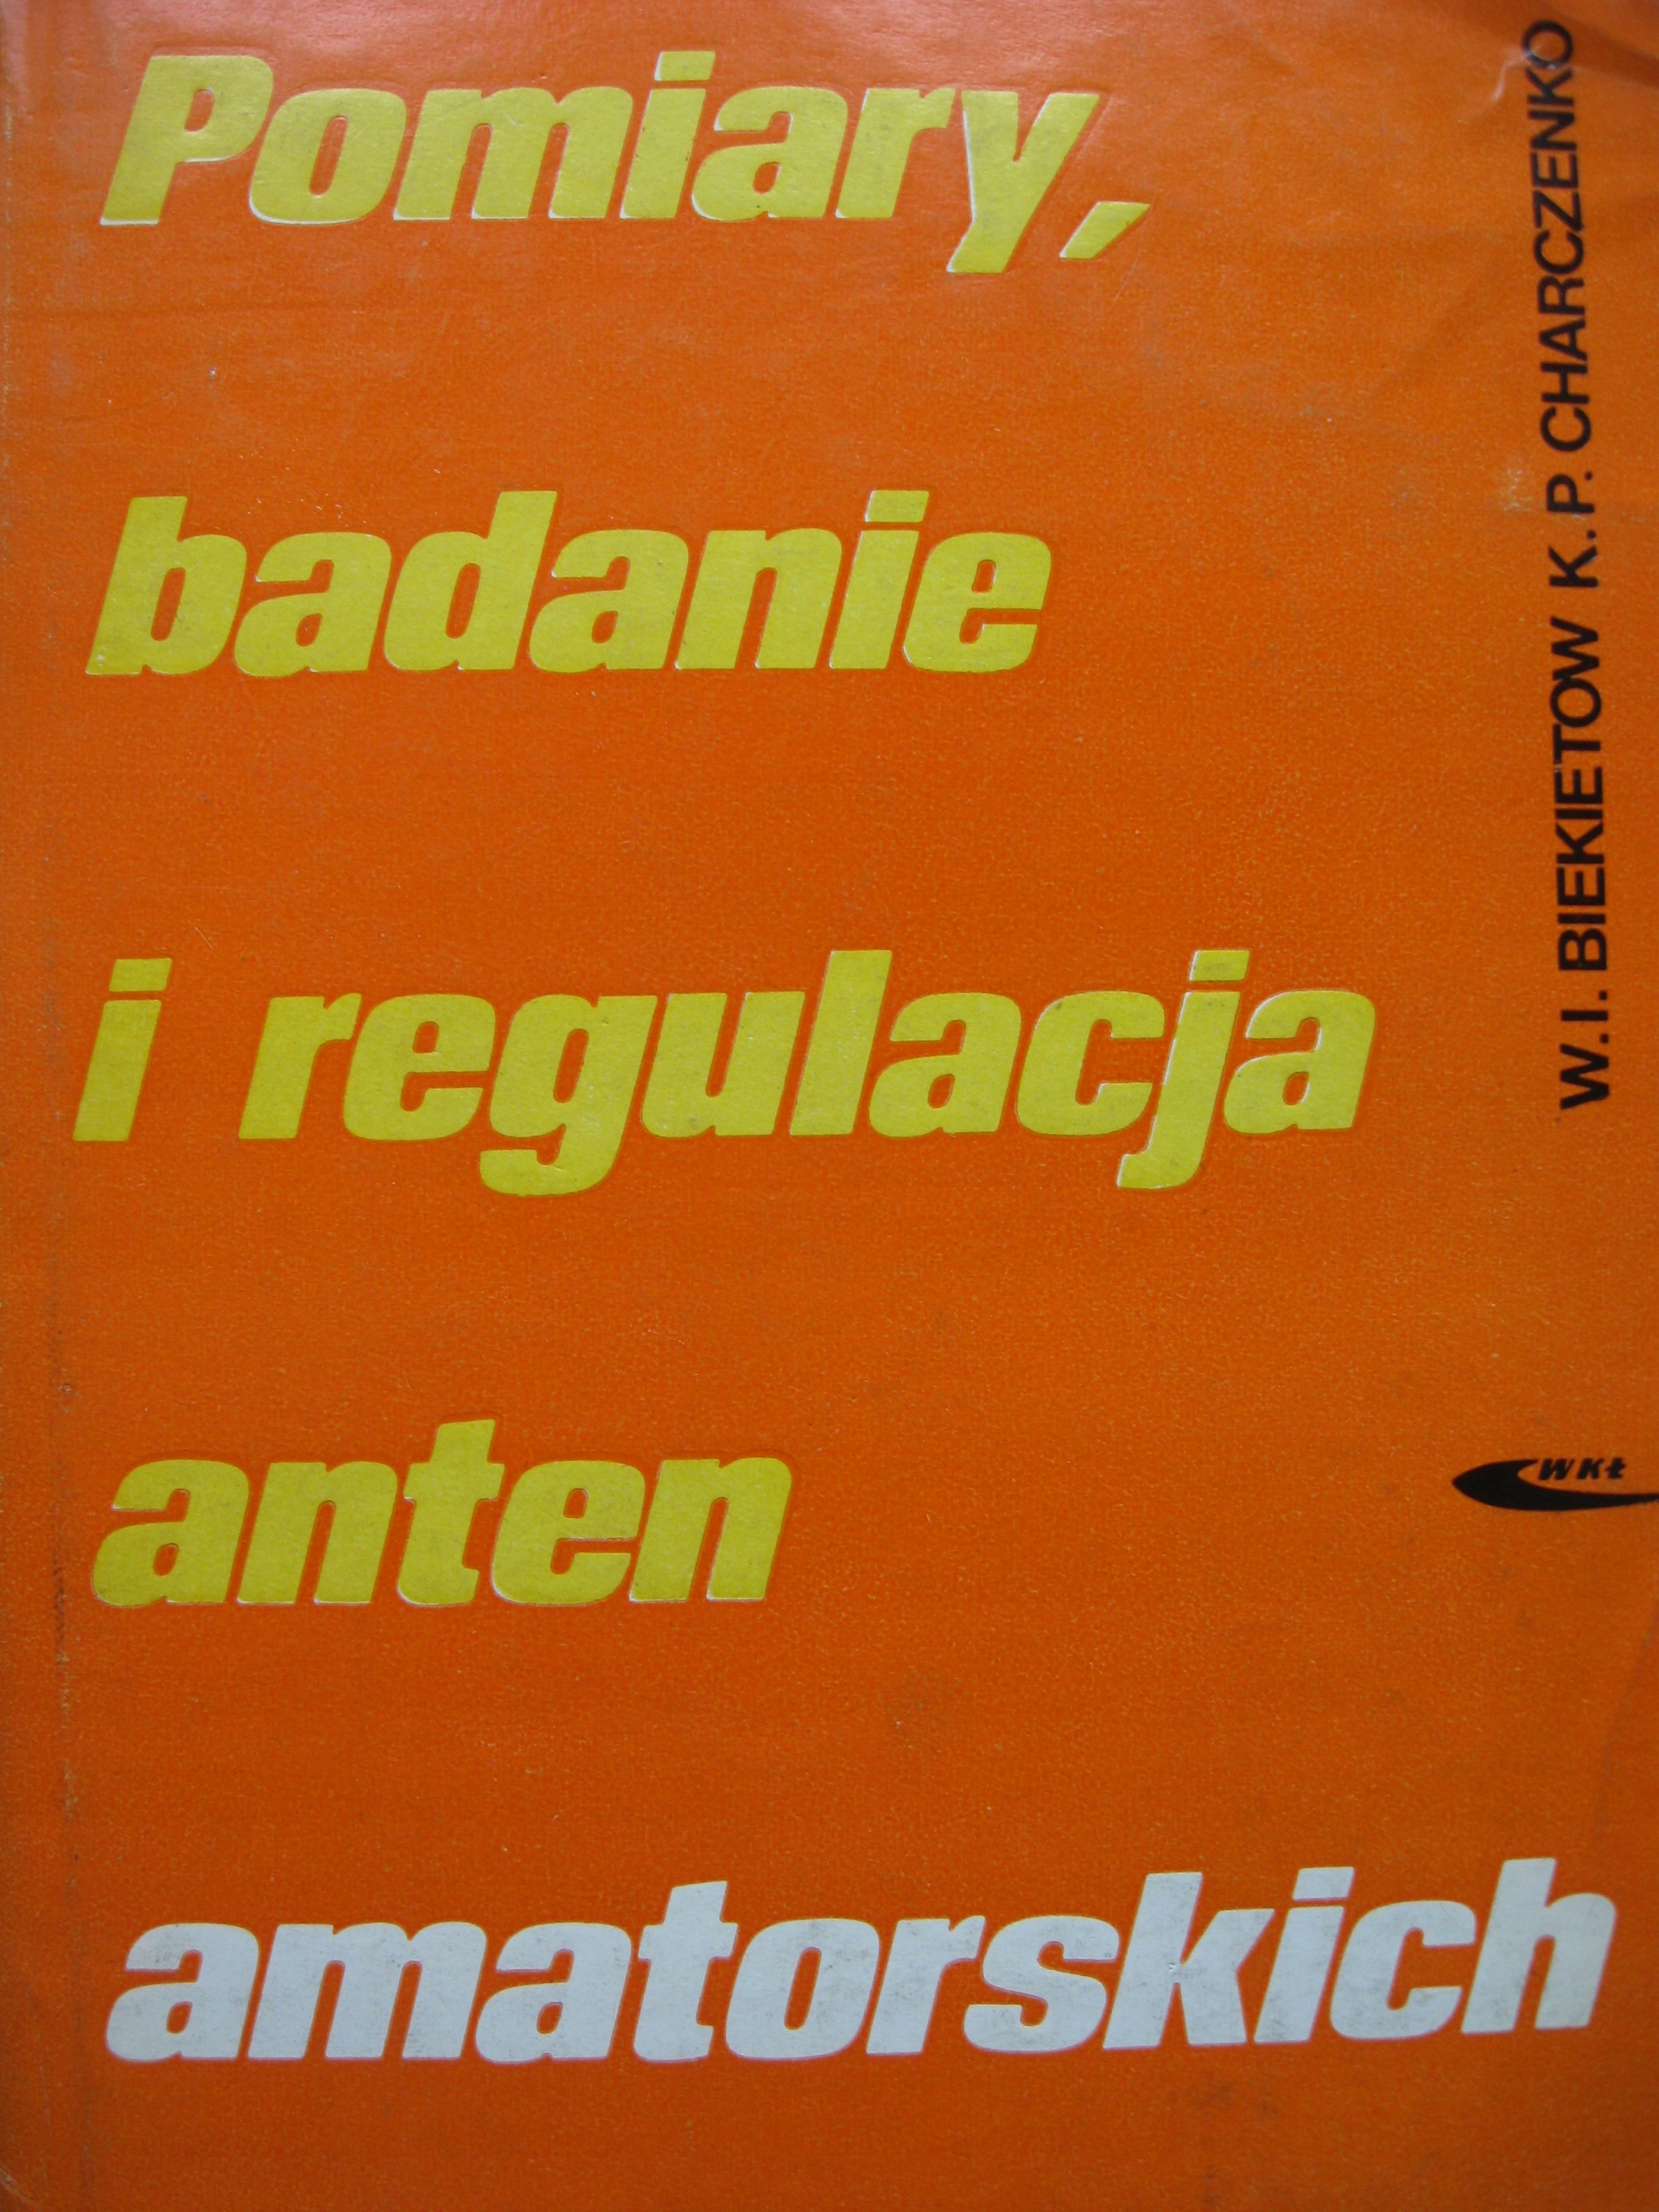 Pomiary,
badanie
i regulacja
anten
amatorskich
W.I. BIEKIETOW K.P. CHARCZENKO
WKŁ